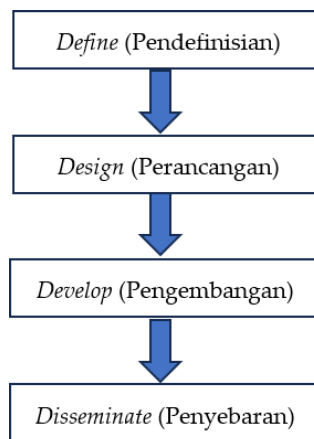 Define (Pendefinisian)
Design (Perancangan)
Develop (Pengembangan)
Disseminate (Penyebaran)